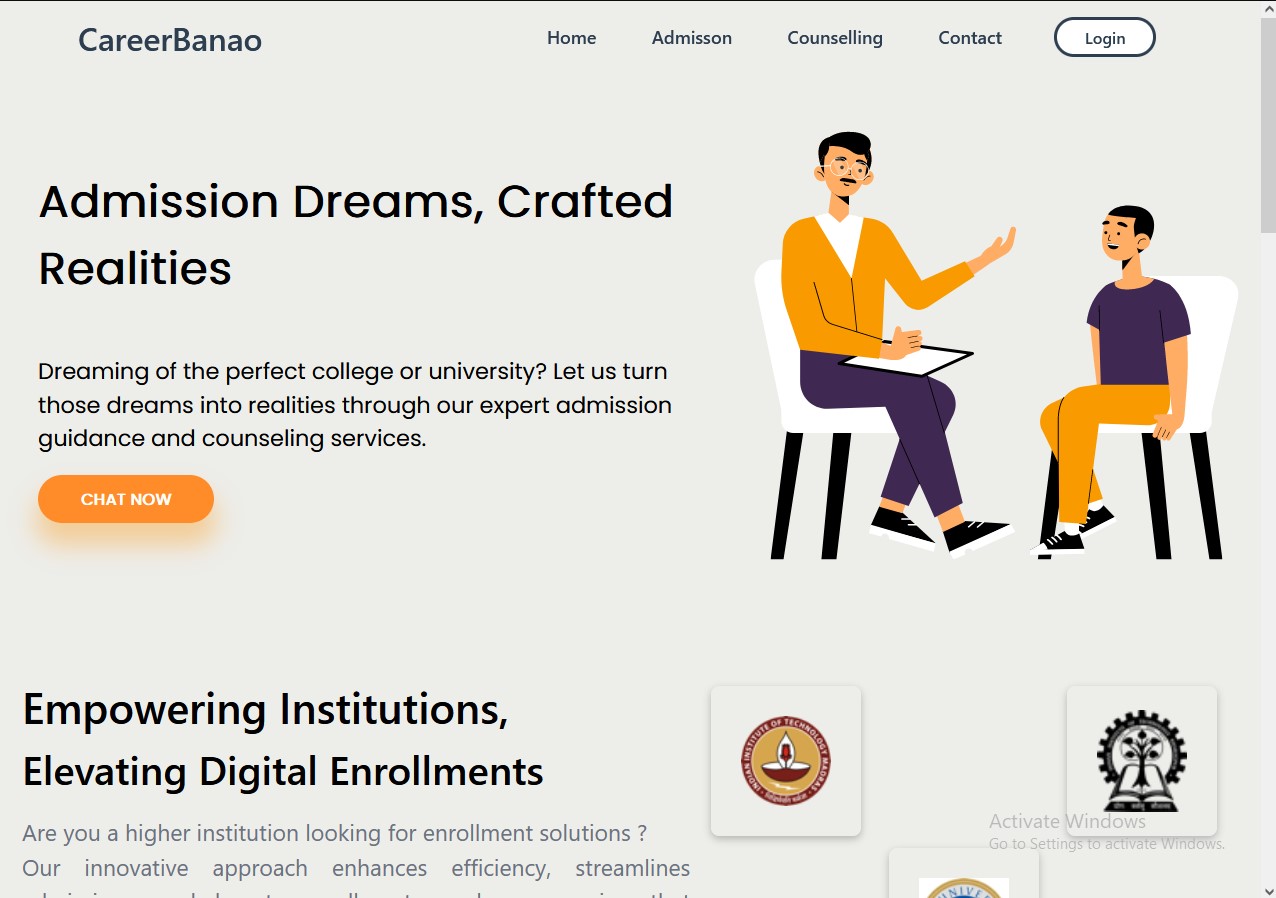 CareerBanao
Home
Admisson
Counselling
Contact
Login
Admission Dreams, Crafted
Realities
Dreaming of the perfect college or university? Let us turn
those dreams into realities through our expert admission
guidance and counseling services.
CHAT NOW
Empowering Institutions,
Elevating Digital Enrollments
Are you a higher institution looking for enrollment solutions ?
Our innovative approach enhances efficiency, streamlines
INDIAN INSTITUTE OF TECHNOLOGY MADRAS
Activate Windows
Go to Settings to activate Windows.